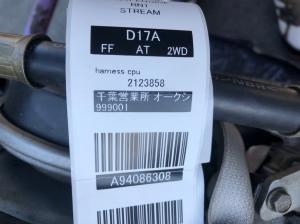 RN1
STREAM
D17A
FF AT 2WD
harness cpu
2123858
千葉営業所 オークシ
999001
A94086308